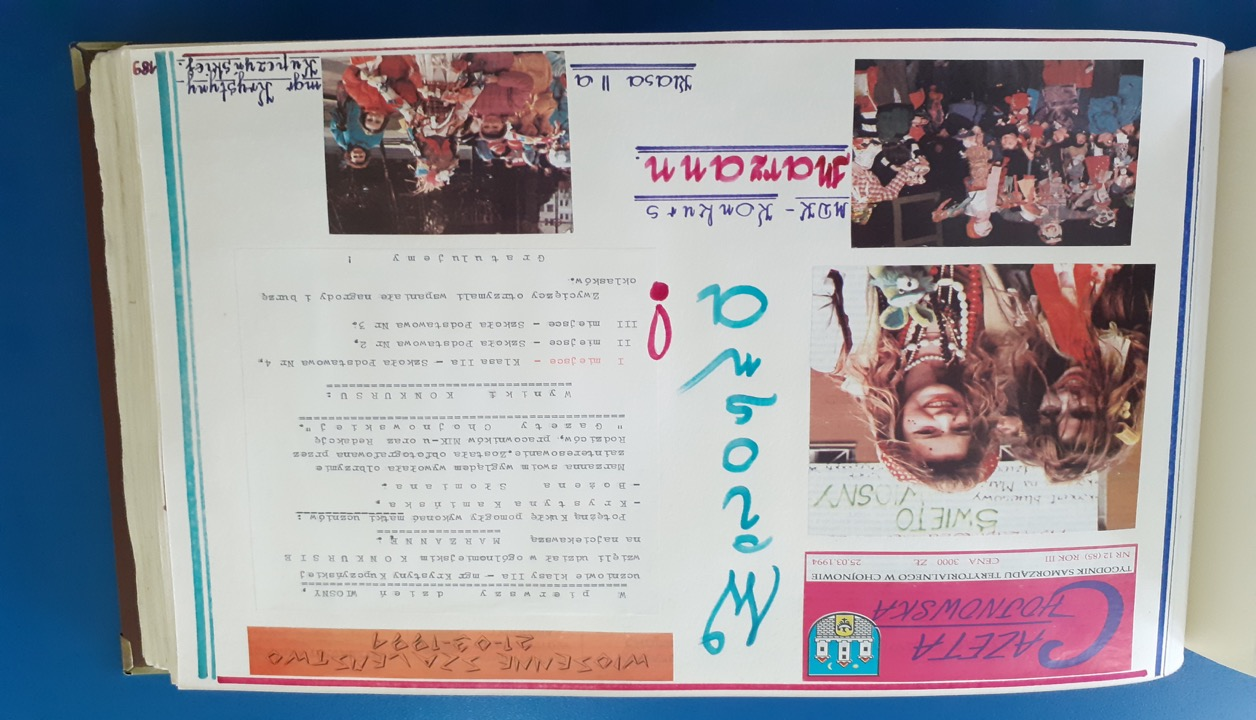 GAZETA
CHOJNOWSKA
TYGODNIK SAMORZĄDU TERYTORIALNEGO W CHOJNOWIE
NR 12 (85) ROK III CENA 3000 ZŁ 25.03.1994
ŚWIĘTO
WIOSNY
Wiosna!
MDK - Konkurs
Marzann
Klasa II a
WIOSENNE SZALEŃSTWO
21-03-1994
W pierwszy dzień WIOSNY,
uczniowie klasy IIa - mgr Krystyny Kupczyńskiej
wzięli udział w ogólnomiejskim KONKURSIE
na najciekawszą MARZANNĘ.
Potężną Kukłę pomogły wykonać matki uczniów :
- Krystyna Kamińska,
- Bożena Słomiana.
Marzanna swoim wyglądem wywołała olbrzymie
zainteresowanie. Została obfotografowana przez
Rodziców, pracowników MDK-u oraz Redakcję
" Gazety Chojnowskiej".
Wyniki KONKURSU :
I miejsce - Klasa IIa - Szkoła Podstawowa Nr 4,
II miejsce - Szkoła Podstawowa Nr 2,
III miejsce - Szkoła Podstawowa Nr 3.
Zwycięzcy otrzymali wspaniałe nagrody i burzę
oklasków.
Gratulujemy !
mgr Krystyny
Kupczyńskiej.
189